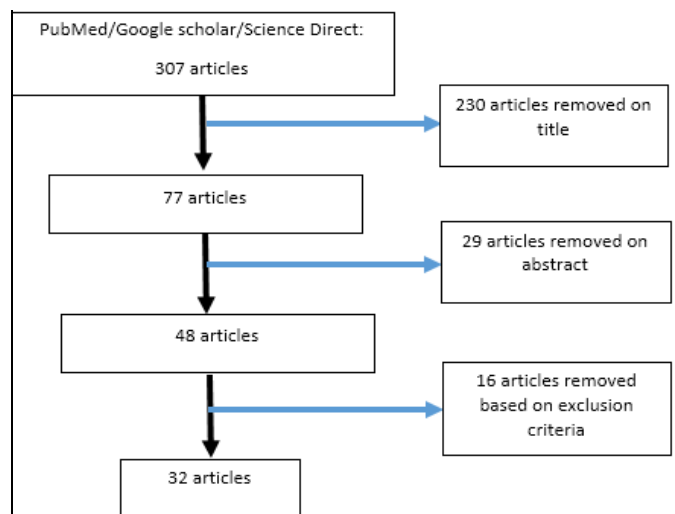 PubMed/Google scholar/Science Direct:
307 articles
230 articles removed on
title
77 articles
29 articles removed on
abstract
48 articles
16 articles removed
based on exclusion
criteria
32 articles